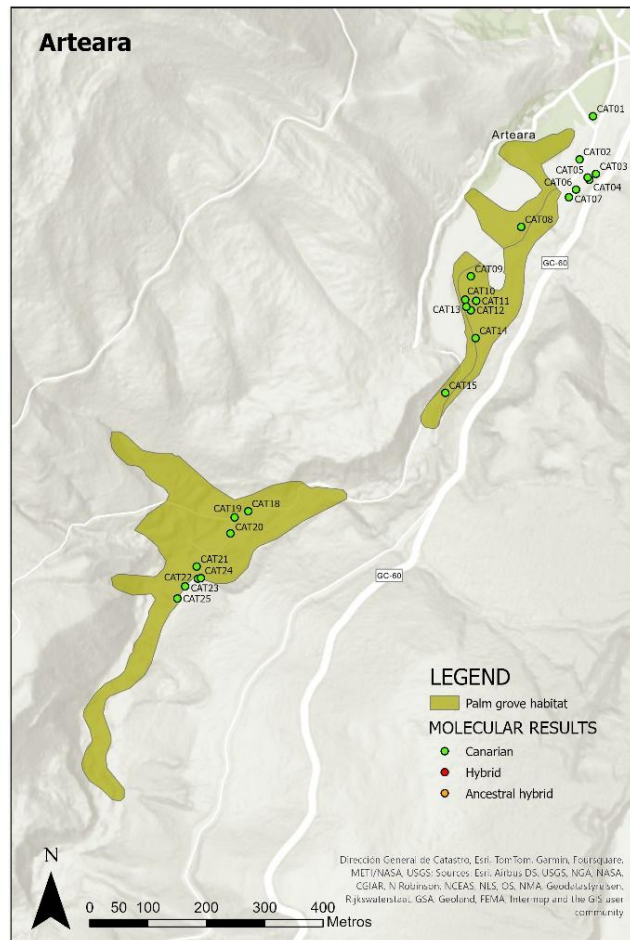 Arteara
CAT01
Arteara
CAT02
CAT05
CAT03
CAT06
CAT04
CAT07
CAT08
GC-60
CAT09
CAT10
CAT11
CAT13
CAT12
CAT14
CAT15
CAT19
CAT18
CAT20
CAT21
CAT24
CAT22
CAT23
CAT25
GC-60
LEGEND
Palm grove habitat
MOLECULAR RESULTS
Canarian
Hybrid
Ancestral hybrid
N
0 50 100 200 300 400
Metros
Dirección General de Catastro, Esri, TomTom, Garmin, Foursquare,
METI/NASA, USGS; Sources: Esri, Airbus DS, USGS, NGA, NASA,
CGIAR, N Robinson, NCEAS, NLS, OS, NMA, Geodatastyrelsen,
Rijkswaterstaat, GSA, Geoland, FEMA, Intermap and the GIS user
community